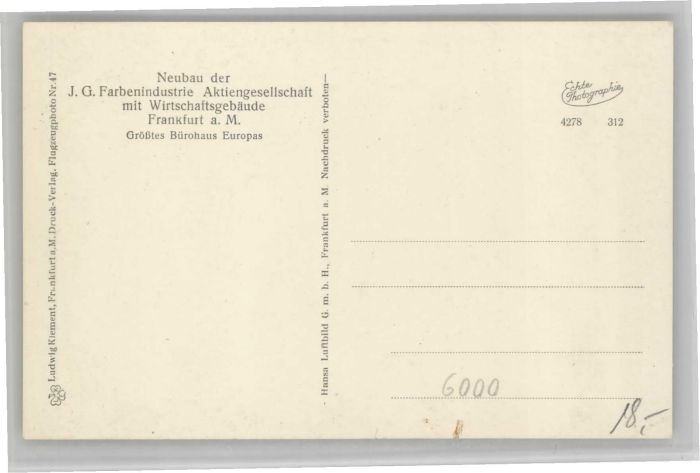 Neubau der
J. G. Farbenindustrie Aktiengesellschaft
mit Wirtschaftsgebäude
Frankfurt a. M.
Größtes Bürohaus Europas
Ludwig Klement, Frankfurt a. M. Druck-Verlag. Flugzeugphoto Nr. 47
- Hansa Luftbild G. m. b. H., Frankfurt a. M Nachdruck verboten—
Echte
Photographie
4278 312
6000
18,-